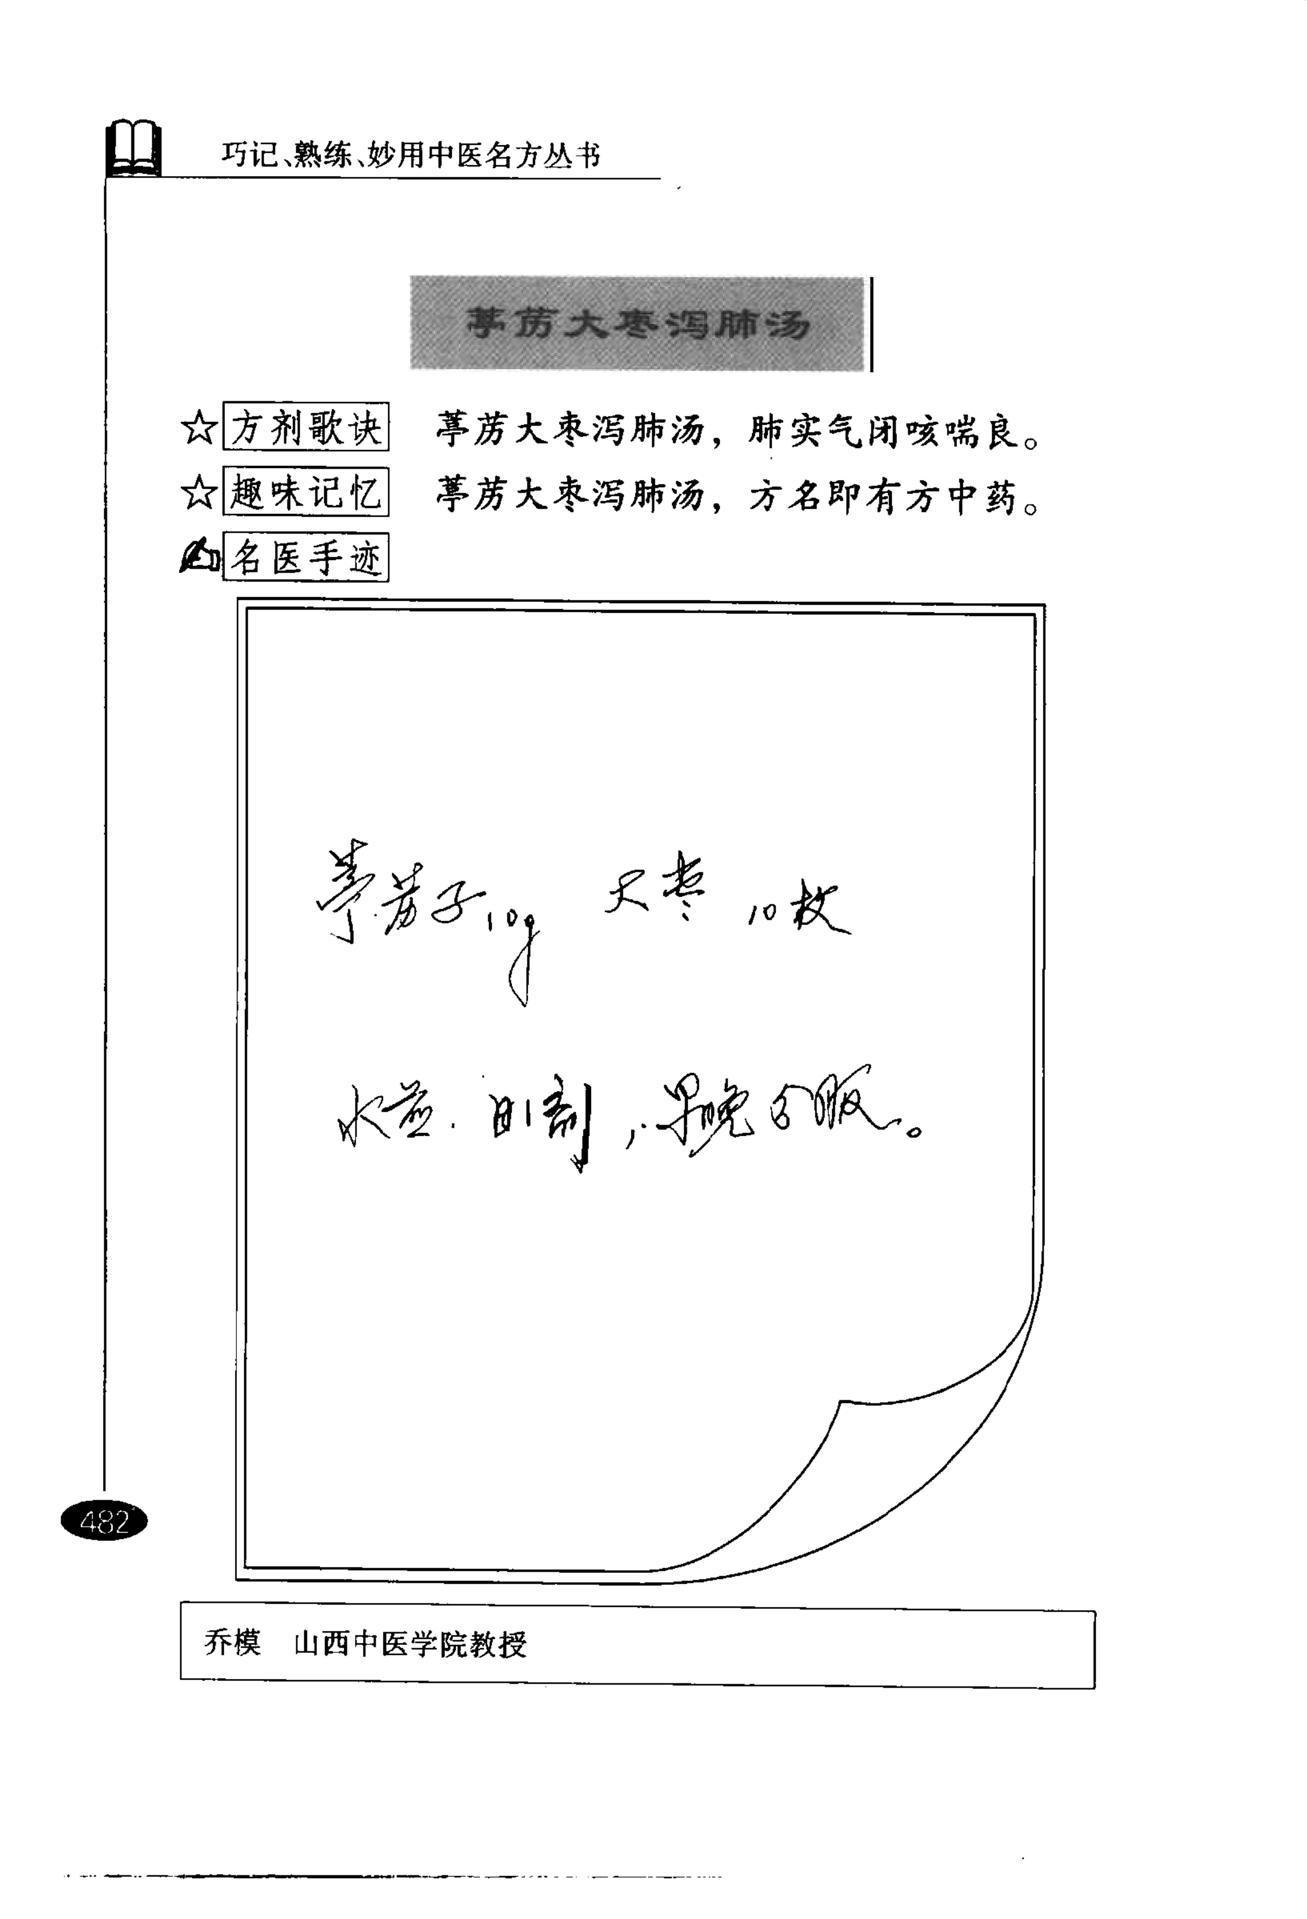 巧记、熟练、妙用中医名方丛书
葶苈大枣泻肺汤
☆方剂歌诀 葶苈大枣泻肺汤，肺实气闭咳喘良。
☆趣味记忆 葶苈大枣泻肺汤，方名即有方中药。
名医手迹
葶苈子10g 大枣10枚
水煎.日1剂，早晚分服。
482
乔模 山西中医学院教授